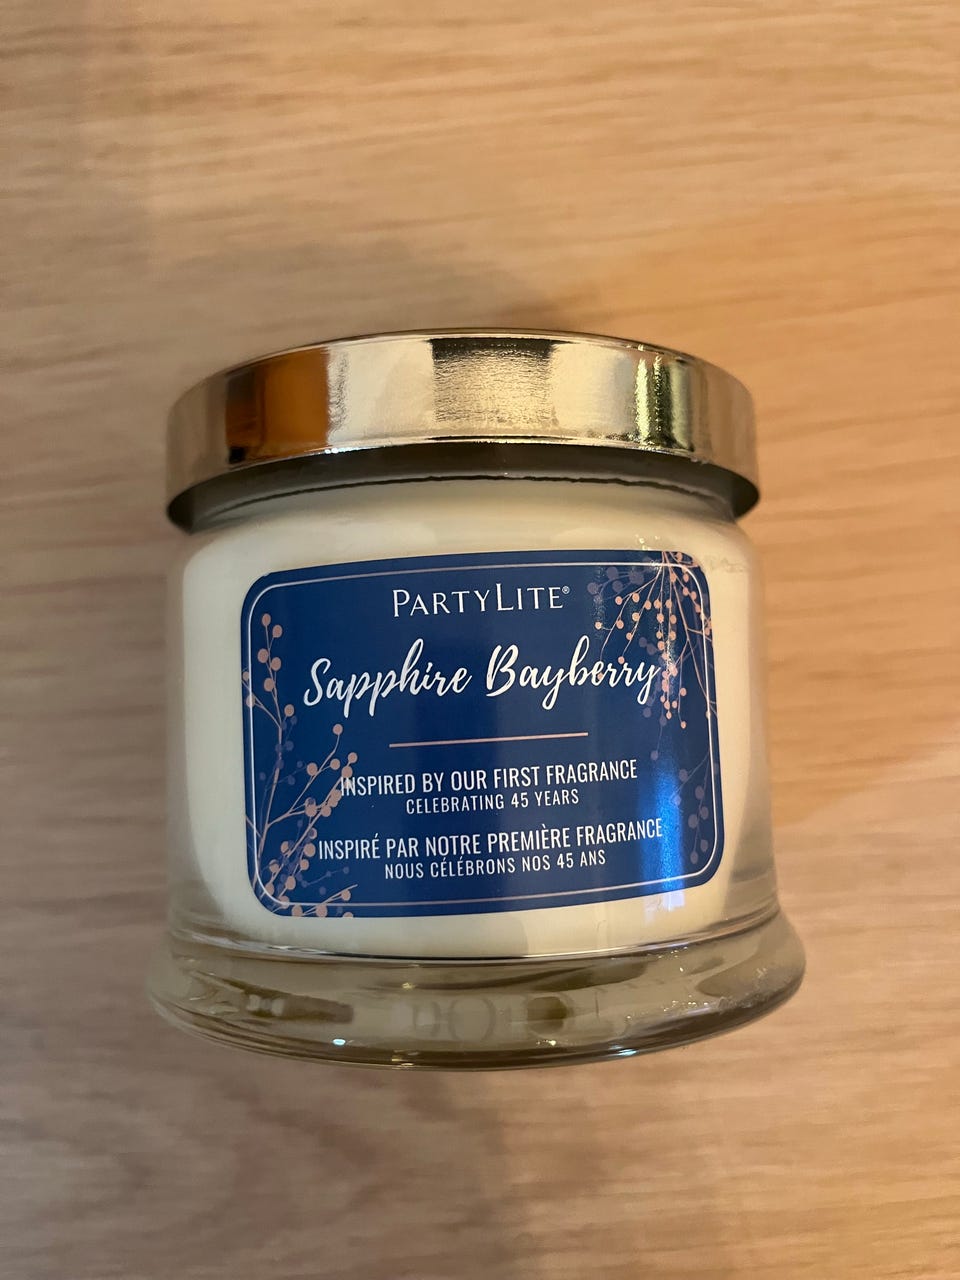 PARTYLITE®
Sapphire Bayberry
INSPIRED BY OUR FIRST FRAGRANCE
CELEBRATING 45 YEARS
INSPIRÉ PAR NOTRE PREMIÈRE FRAGRANCE
NOUS CÉLÉBRONS NOS 45 ANS